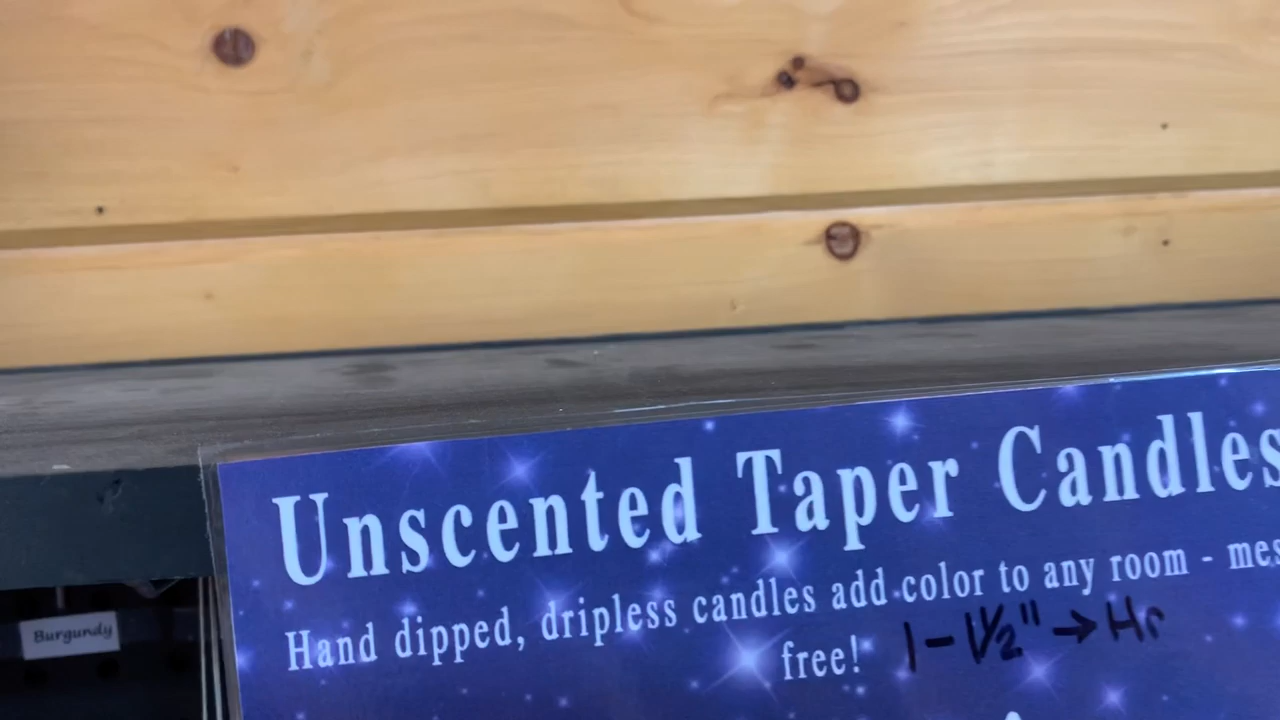 Unscented Taper Candles
Hand dipped, dripless candles add color to any room - mes
free! 1-1½" → Hr
Burgundy